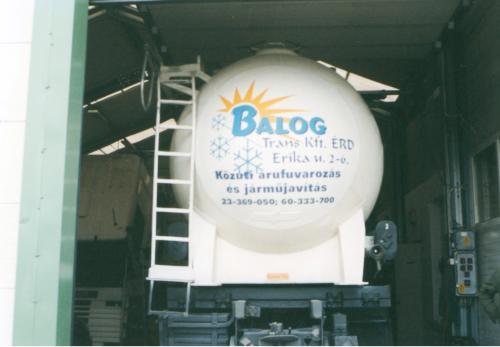 BALOG
Trans Kft. ÉRD
Erika u. 2-6.
Közúti árufuvarozás
és járműjavítás
23-369-050; 60-333-700